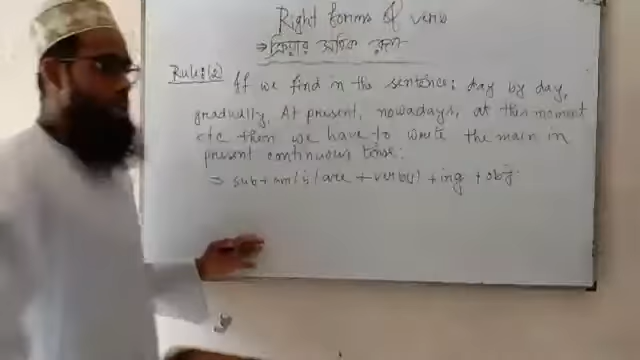 Right forms of verb
⇒ ক্রিয়ার সঠিক রূপ
Rule:(2) If we find in the sentence; day by day,
gradually, At present, nowadays, at this moment
etc then we have to write the main in
present continuous tense:
⇒ sub + am/is/are + verb(1) + ing + obj